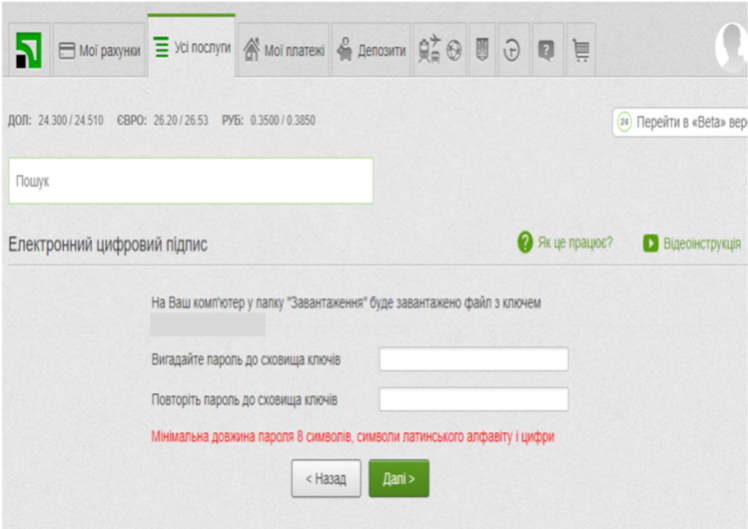 Мої рахунки Усі послуги Мої платежі Депозити
ДОЛ: 24.300 / 24.510 ЄВРО: 26.20 / 26.53 РУБ: 0.3500 / 0.3850
24 Перейти в «Beta» вер
Пошук
Електронний цифровий підпис
? Як це працює? Відеоінструкція
На Ваш комп'ютер у папку "Завантаження" буде завантажено файл з ключем
Вигадайте пароль до сховища ключів
Повторіть пароль до сховища ключів
Мінімальна довжина пароля 8 символів, символи латинського алфавіту і цифри
< Назад Далі >